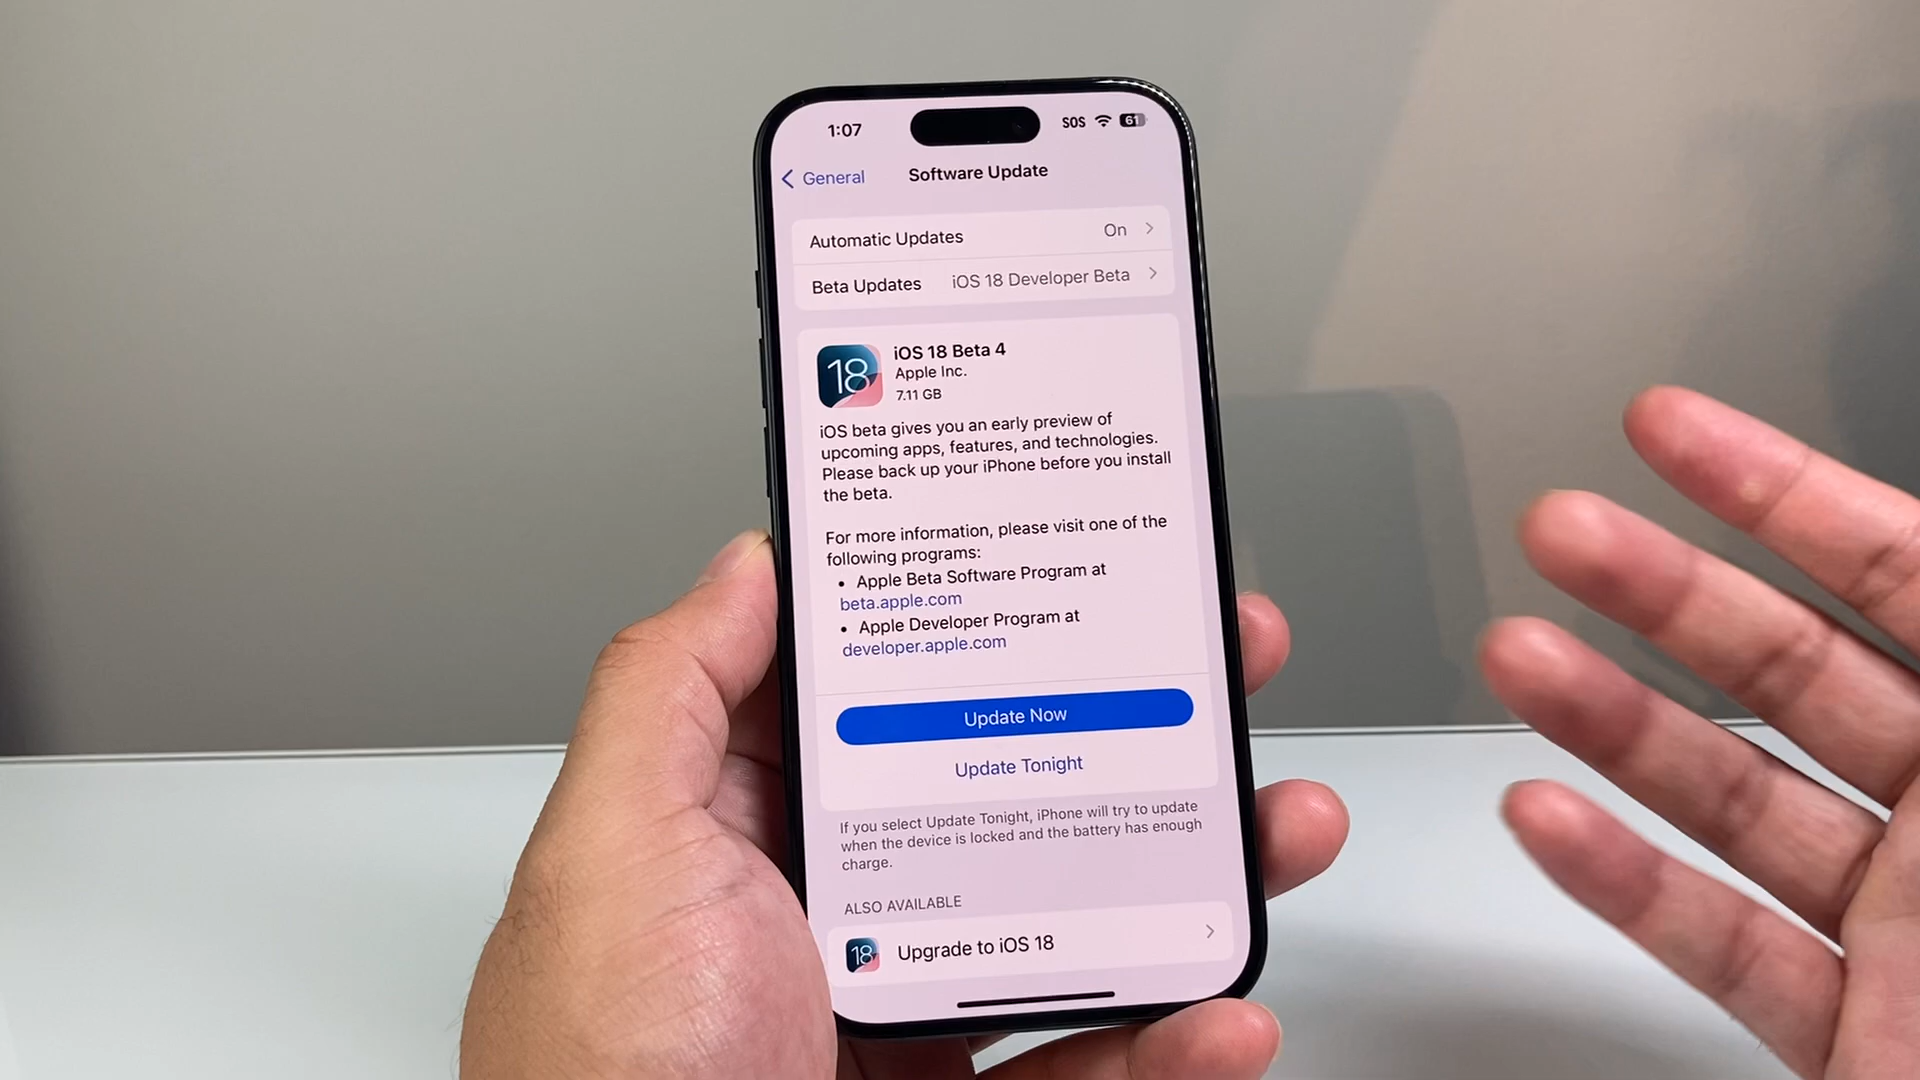 1:07 SOS 61
General Software Update
Automatic Updates On
Beta Updates iOS 18 Developer Beta
18
iOS 18 Beta 4
Apple Inc.
7.11 GB
iOS beta gives you an early preview of
upcoming apps, features, and technologies.
Please back up your iPhone before you install
the beta.
For more information, please visit one of the
following programs:
• Apple Beta Software Program at
beta.apple.com
• Apple Developer Program at
developer.apple.com
Update Now
Update Tonight
If you select Update Tonight, iPhone will try to update
when the device is locked and the battery has enough
charge.
ALSO AVAILABLE
18 Upgrade to iOS 18